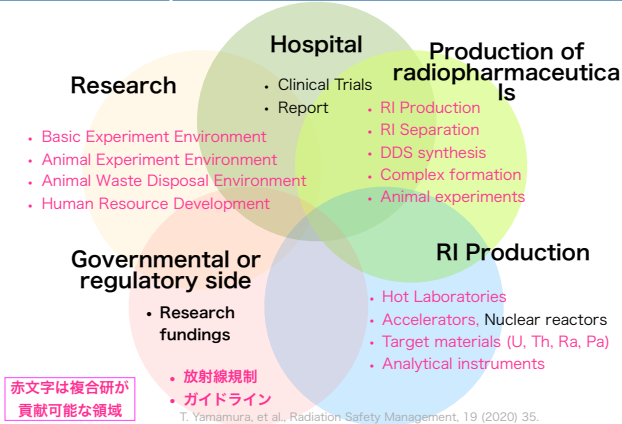 Hospital
• Clinical Trials
• Report
Production of
radiopharmaceutica
ls
• RI Production
• RI Separation
• DDS synthesis
• Complex formation
• Animal experiments
Research
• Basic Experiment Environment
• Animal Experiment Environment
• Animal Waste Disposal Environment
• Human Resource Development
Governmental or
regulatory side
• Research
fundings
• 放射線規制
• ガイドライン
RI Production
• Hot Laboratories
• Accelerators, Nuclear reactors
• Target materials (U, Th, Ra, Pa)
• Analytical instruments
赤文字は複合研が
貢献可能な領域
T. Yamamura, et al., Radiation Safety Management, 19 (2020) 35.